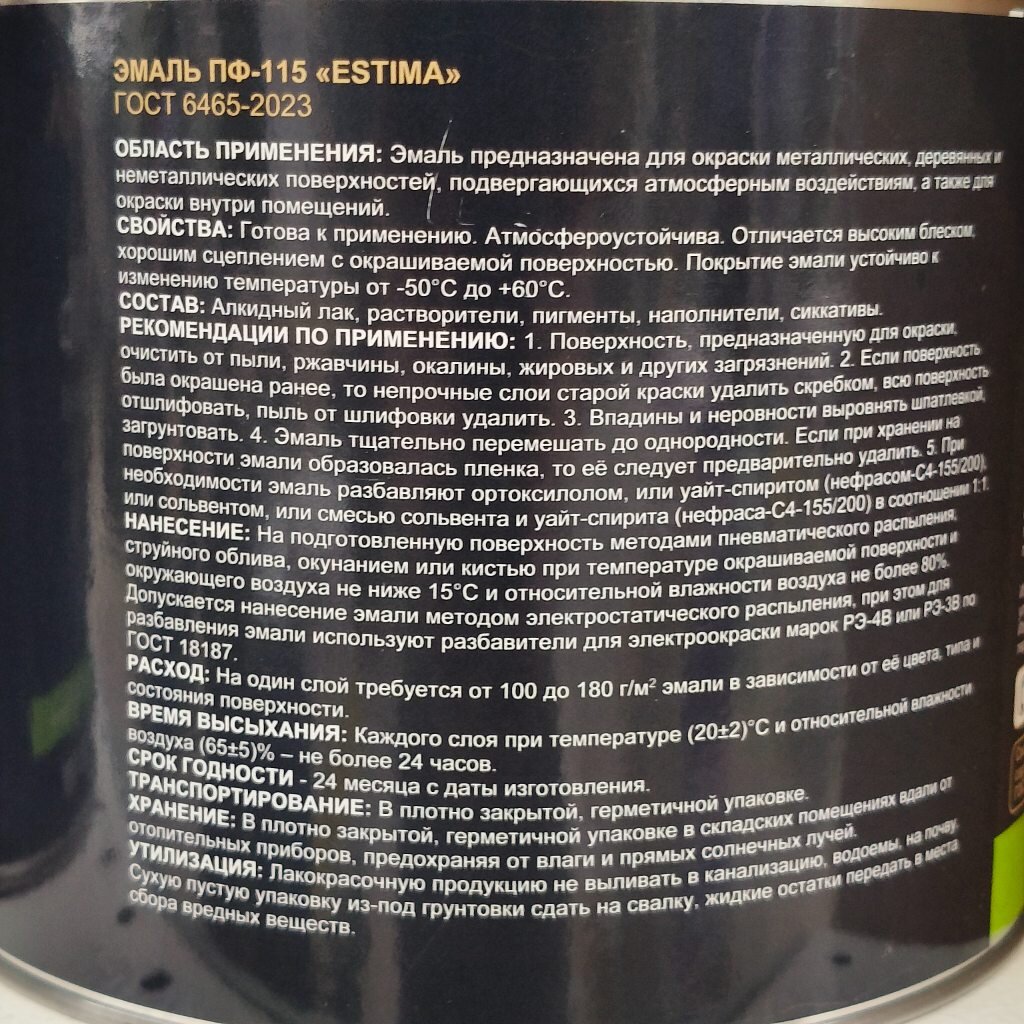 ЭМАЛЬ ПФ-115 «ESTIMA»
ГОСТ 6465-2023
ОБЛАСТЬ ПРИМЕНЕНИЯ: Эмаль предназначена для окраски металлических, деревянных и
неметаллических поверхностей, подвергающихся атмосферным воздействиям, а также для
окраски внутри помещений.
СВОЙСТВА: Готова к применению. Атмосфероустойчива. Отличается высоким блеском,
хорошим сцеплением с окрашиваемой поверхностью. Покрытие эмали устойчиво к
изменению температуры от -50°С до +60°С.
СОСТАВ: Алкидный лак, растворители, пигменты, наполнители, сиккативы.
РЕКОМЕНДАЦИИ ПО ПРИМЕНЕНИЮ: 1. Поверхность, предназначенную для окраски,
очистить от пыли, ржавчины, окалины, жировых и других загрязнений. 2. Если поверхность
была окрашена ранее, то непрочные слои старой краски удалить скребком, всю поверхность
отшлифовать, пыль от шлифовки удалить. 3. Впадины и неровности выровнять шпатлевкой,
загрунтовать. 4. Эмаль тщательно перемешать до однородности. Если при хранении на
поверхности эмали образовалась пленка, то её следует предварительно удалить. 5. При
необходимости эмаль разбавляют ортоксилолом, или уайт-спиритом (нефрасом-С4-155/200),
или сольвентом, или смесью сольвента и уайт-спирита (нефраса-С4-155/200) в соотношении 1:1.
НАНЕСЕНИЕ: На подготовленную поверхность методами пневматического распыления,
струйного облива, окунанием или кистью при температуре окрашиваемой поверхности и
окружающего воздуха не ниже 15°С и относительной влажности воздуха не более 80%.
Допускается нанесение эмали методом электростатического распыления, при этом для
разбавления эмали используют разбавители для электроокраски марок РЭ-4В или РЭ-3В по
ГОСТ 18187.
РАСХОД: На один слой требуется от 100 до 180 г/м² эмали в зависимости от её цвета, типа и
состояния поверхности.
ВРЕМЯ ВЫСЫХАНИЯ: Каждого слоя при температуре (20±2)°С и относительной влажности
воздуха (65±5)% – не более 24 часов.
СРОК ГОДНОСТИ - 24 месяца с даты изготовления.
ТРАНСПОРТИРОВАНИЕ: В плотно закрытой, герметичной упаковке.
ХРАНЕНИЕ: В плотно закрытой, герметичной упаковке в складских помещениях вдали от
отопительных приборов, предохраняя от влаги и прямых солнечных лучей.
УТИЛИЗАЦИЯ: Лакокрасочную продукцию не выливать в канализацию, водоемы, на почву.
Сухую пустую упаковку из-под грунтовки сдать на свалку, жидкие остатки передать в места
сбора вредных веществ.